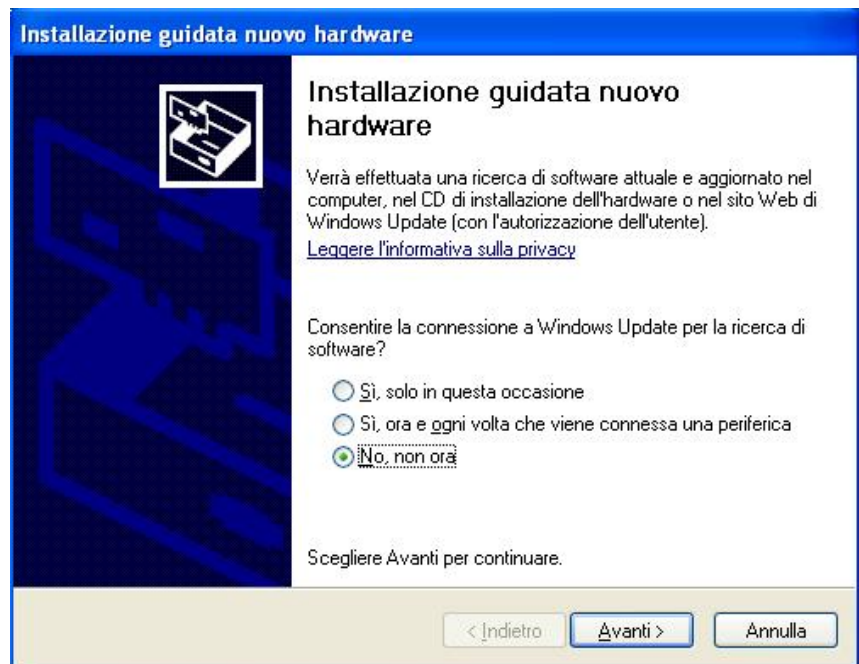 Installazione guidata nuovo hardware
Installazione guidata nuovo
hardware
Verrà effettuata una ricerca di software attuale e aggiornato nel
computer, nel CD di installazione dell'hardware o nel sito Web di
Windows Update (con l'autorizzazione dell'utente).
Leggere l'informativa sulla privacy
Consentire la connessione a Windows Update per la ricerca di
software?
Sì, solo in questa occasione
Sì, ora e ogni volta che viene connessa una periferica
No, non ora
Scegliere Avanti per continuare.
< Indietro Avanti > Annulla